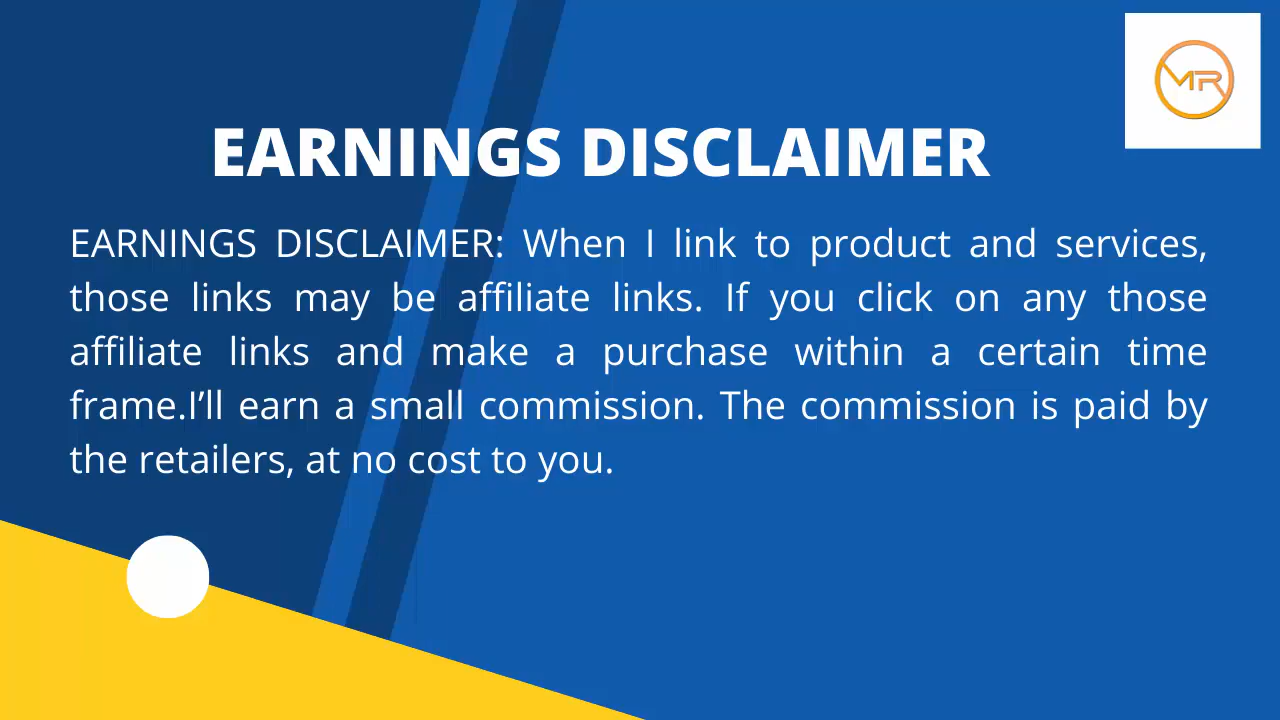 MR
EARNINGS DISCLAIMER
EARNINGS DISCLAIMER: When I link to product and services,
those links may be affiliate links. If you click on any those
affiliate links and make a purchase within a certain time
frame.I’ll earn a small commission. The commission is paid by
the retailers, at no cost to you.